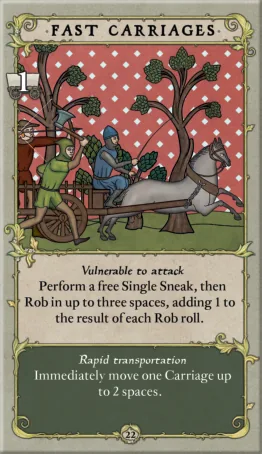 FAST CARRIAGES
1
Vulnerable to attack
Perform a free Single Sneak, then
Rob in up to three spaces, adding 1 to
the result of each Rob roll.
Rapid transportation
Immediately move one Carriage up
to 2 spaces.
22